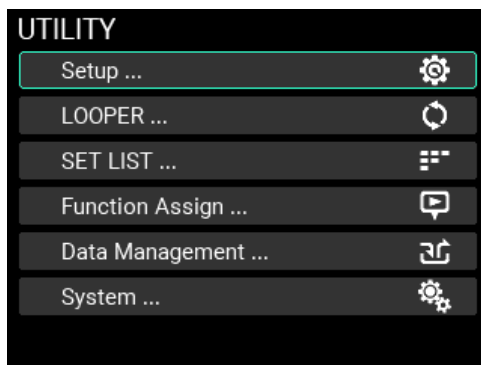 UTILITY
Setup ...
LOOPER ...
SET LIST ...
Function Assign ...
Data Management ...
System ...